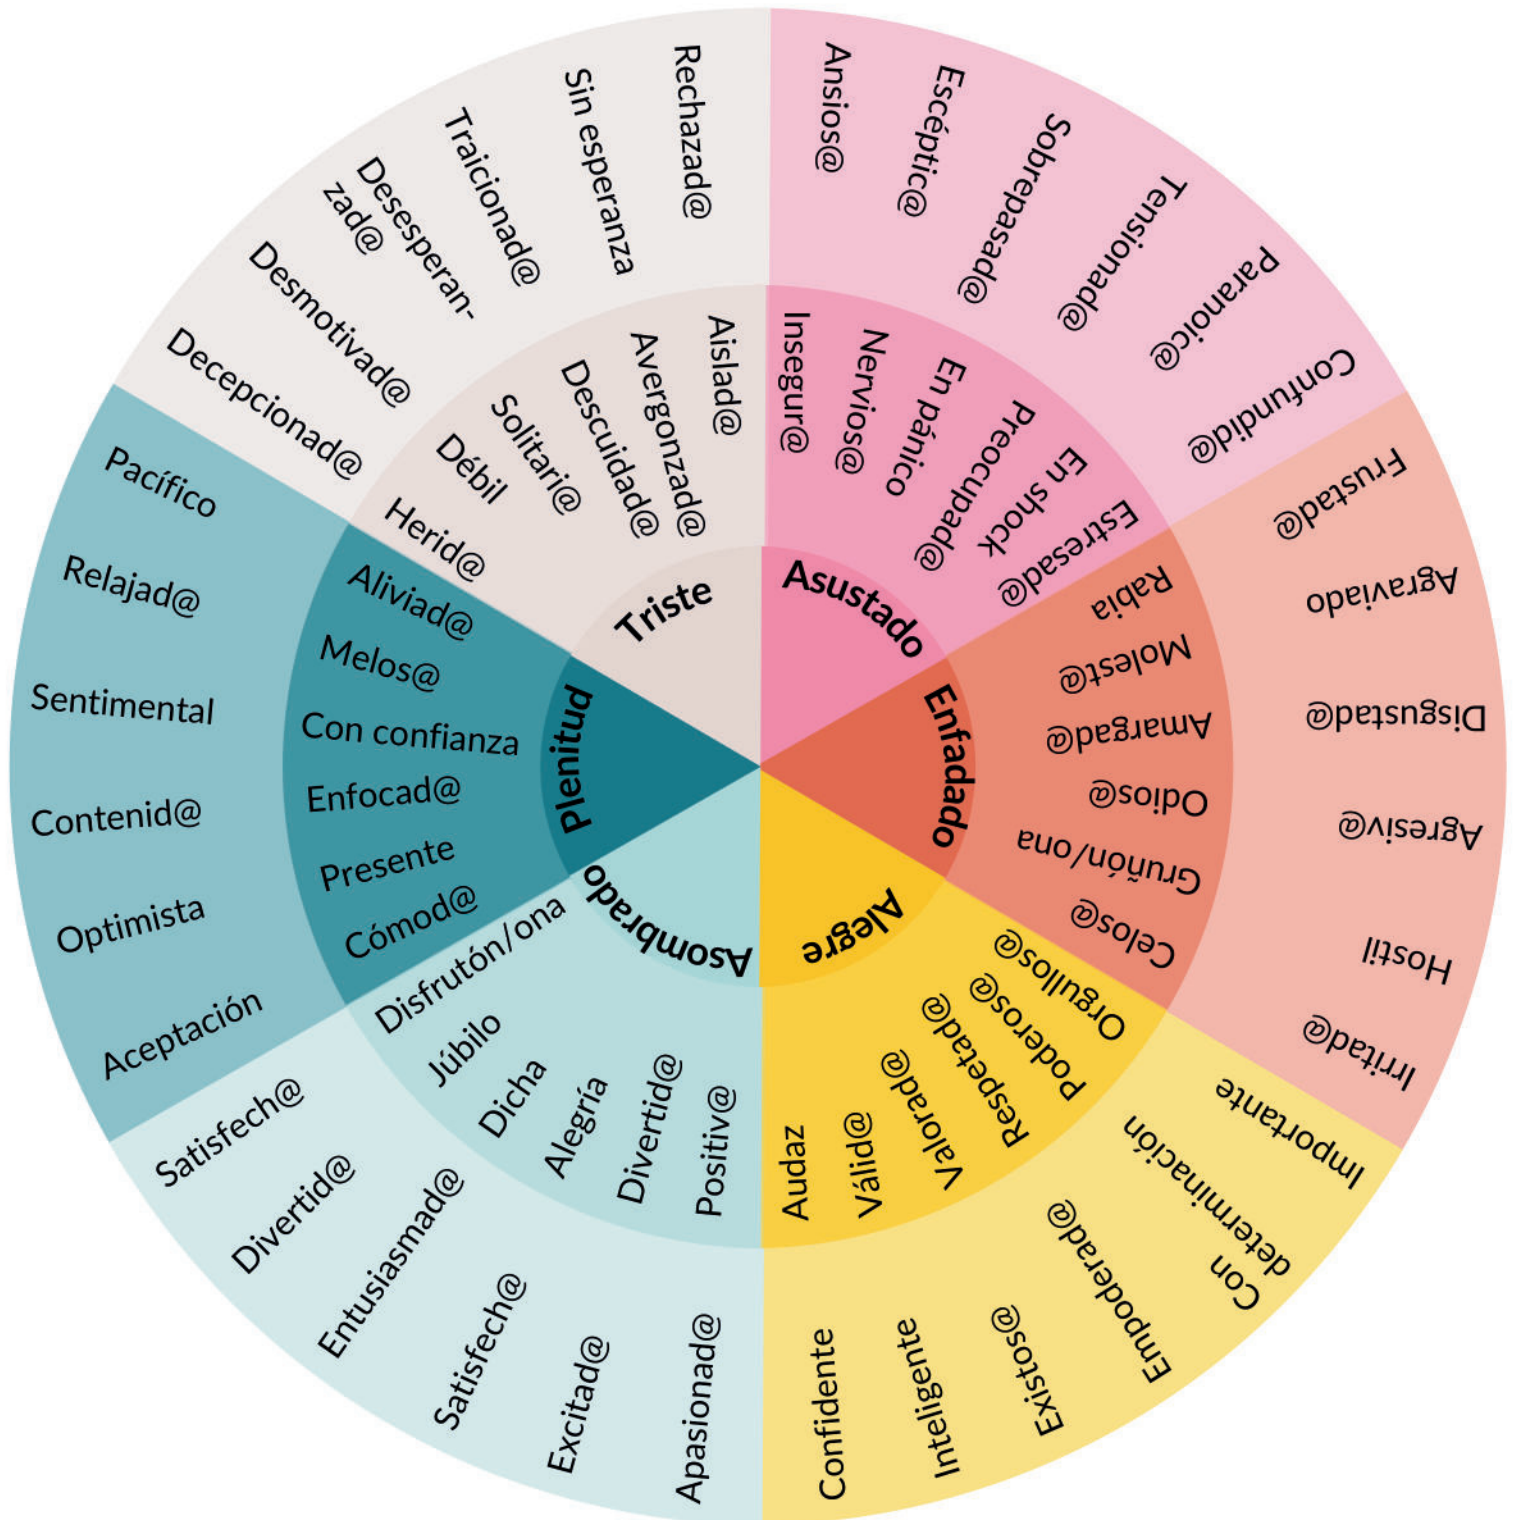 Triste
Herid@
Débil
Solitari@
Descuidad@
Avergonzad@
Aislad@
Decepcionad@
Desmotivad@
Desesperan-
zad@
Traicionad@
Sin esperanza
Rechazad@
Asustado
Insegur@
Nervios@
En pánico
Preocupad@
En shock
Estresad@
Ansios@
Escéptic@
Sobrepasad@
Tensionad@
Paranoic@
Confundid@
Enfadado
Rabia
Molest@
Amargad@
Odios@
Gruñón/ona
Celos@
Frustad@
Agraviado
Disgustad@
Agresiv@
Hostil
Irritad@
Alegre
Orgullos@
Poderos@
Respetad@
Valorad@
Válid@
Audaz
Importante
Con
determinación
Empoderad@
Existos@
Inteligente
Confidente
Asombrado
Positiv@
Divertid@
Alegría
Dicha
Júbilo
Disfrutón/ona
Apasionad@
Excitad@
Satisfech@
Entusiasmad@
Divertid@
Satisfech@
Plenitud
Cómod@
Presente
Enfocad@
Con confianza
Melos@
Aliviad@
Aceptación
Optimista
Contenid@
Sentimental
Relajad@
Pacífico